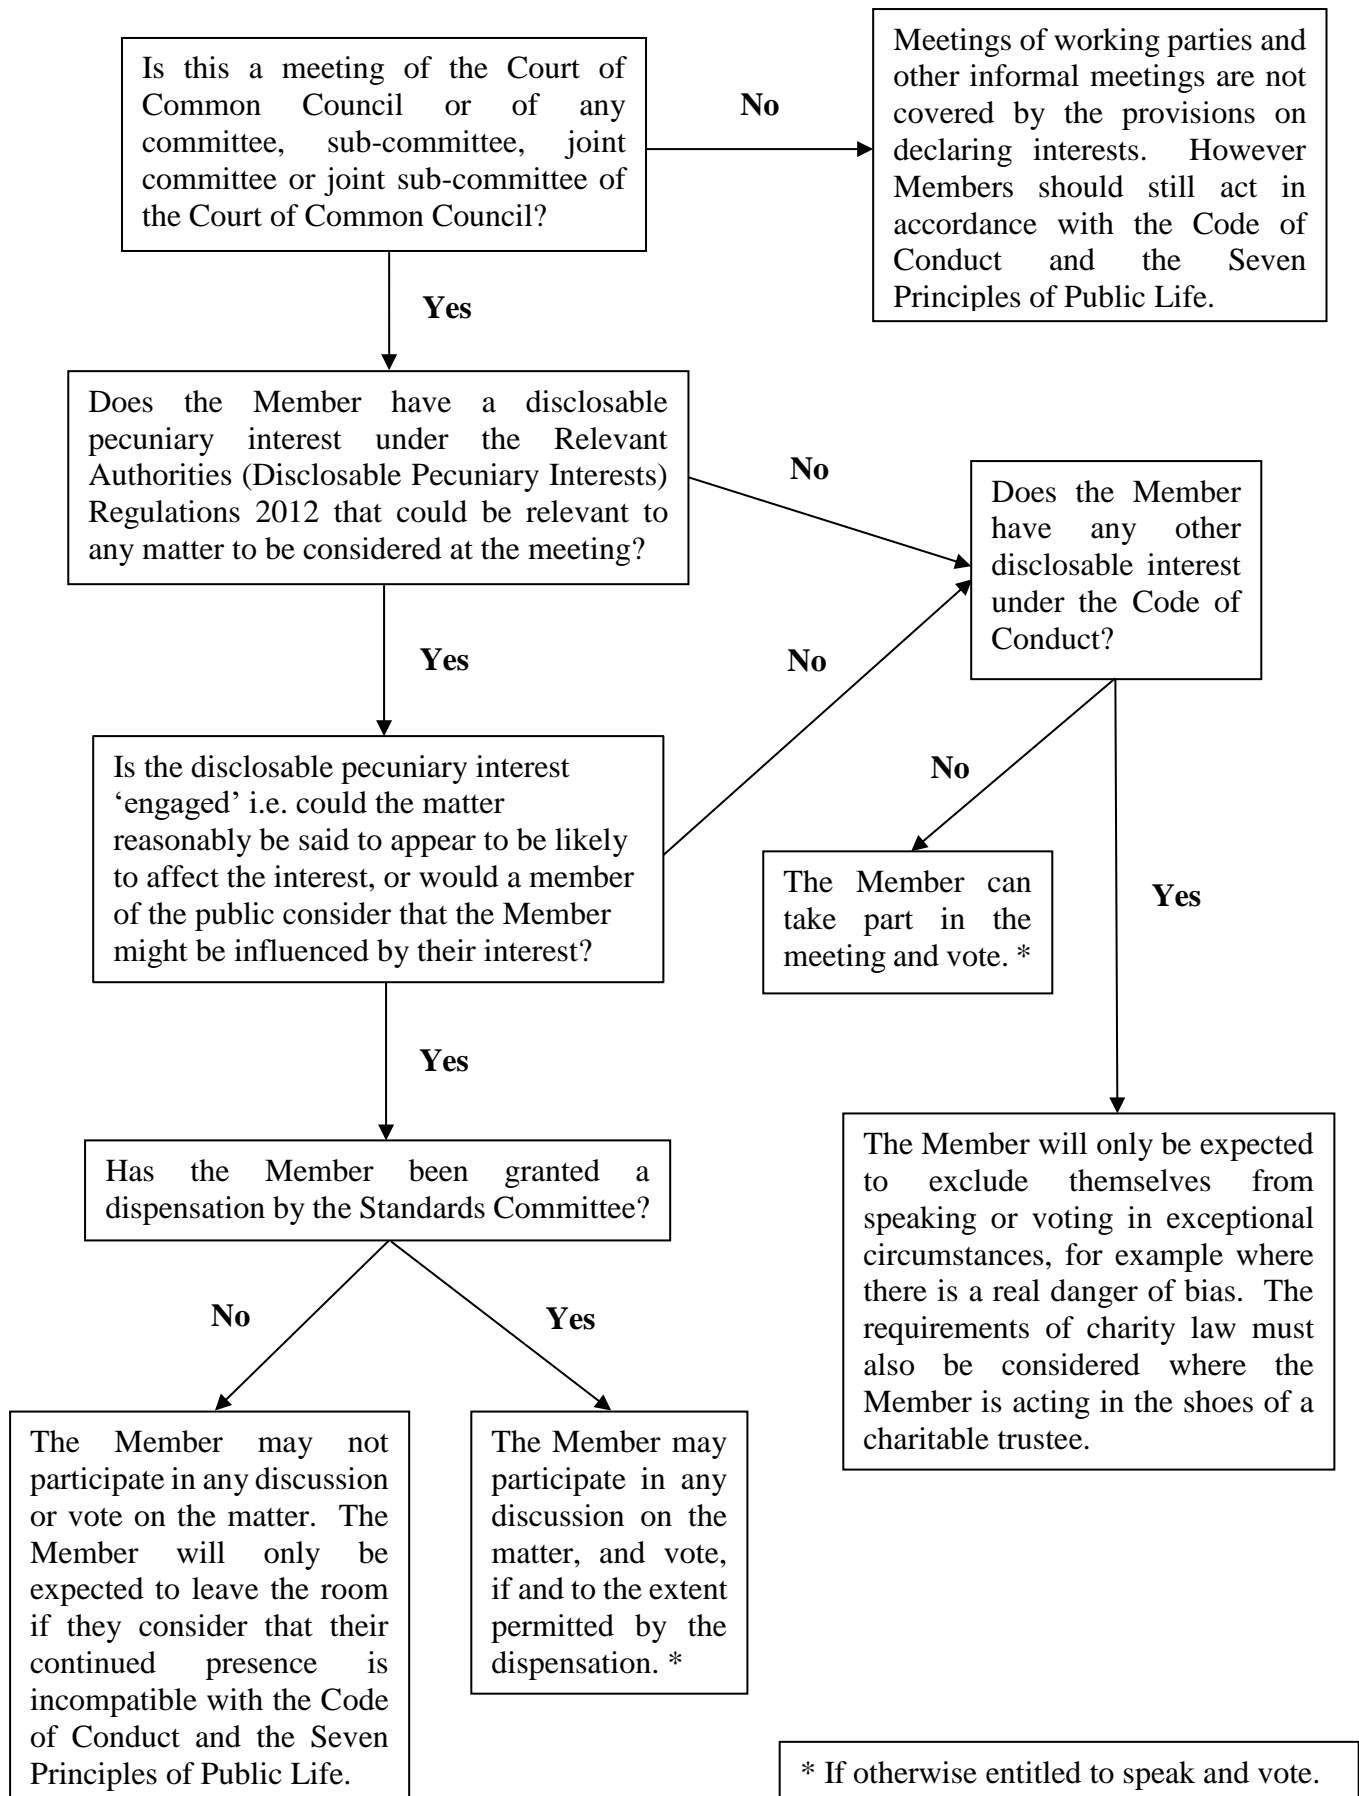 Is this a meeting of the Court of
Common Council or of any
committee, sub-committee, joint
committee or joint sub-committee of
the Court of Common Council?
No
Meetings of working parties and
other informal meetings are not
covered by the provisions on
declaring interests. However
Members should still act in
accordance with the Code of
Conduct and the Seven
Principles of Public Life.
Yes
Does the Member have a disclosable
pecuniary interest under the Relevant
Authorities (Disclosable Pecuniary Interests)
Regulations 2012 that could be relevant to
any matter to be considered at the meeting?
No
Does the Member
have any other
disclosable interest
under the Code of
Conduct?
Yes
No
Is the disclosable pecuniary interest
‘engaged’ i.e. could the matter
reasonably be said to appear to be likely
to affect the interest, or would a member
of the public consider that the Member
might be influenced by their interest?
No
The Member can
take part in the
meeting and vote. *
Yes
Yes
Has the Member been granted a
dispensation by the Standards Committee?
The Member will only be expected
to exclude themselves from
speaking or voting in exceptional
circumstances, for example where
there is a real danger of bias. The
requirements of charity law must
also be considered where the
Member is acting in the shoes of a
charitable trustee.
No
Yes
The Member may not
participate in any discussion
or vote on the matter. The
Member will only be
expected to leave the room
if they consider that their
continued presence is
incompatible with the Code
of Conduct and the Seven
Principles of Public Life.
The Member may
participate in any
discussion on the
matter, and vote,
if and to the extent
permitted by the
dispensation. *
* If otherwise entitled to speak and vote.